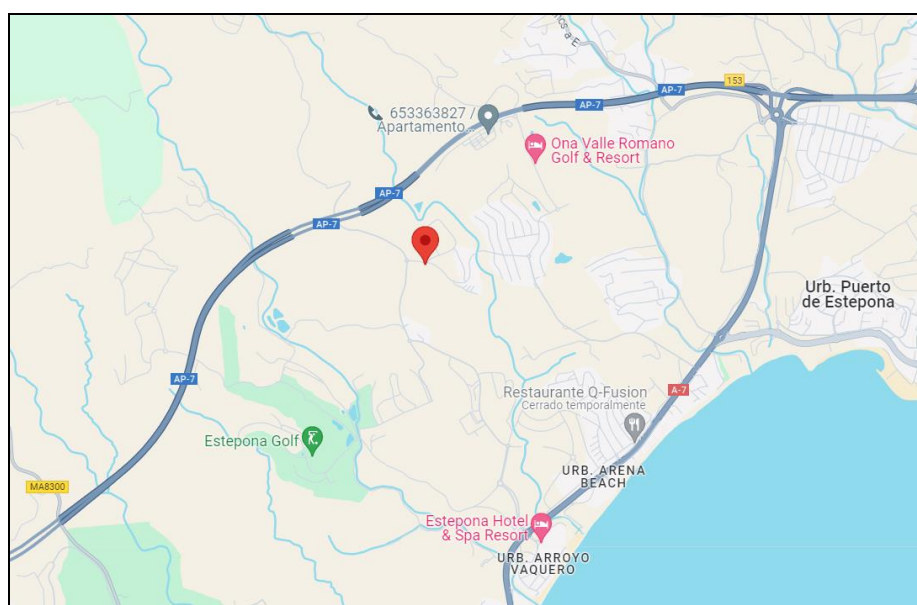 nos a E
AP-7
153
AP-7
653363827 /
Apartamento...
Ona Valle Romano
Golf & Resort
AP-7
AP-7
Urb. Puerto
de Estepona
AP-7
A-7
Restaurante Q-Fusion
Cerrado temporalmente
Estepona Golf
URB. ARENA
BEACH
MA8300
Estepona Hotel
& Spa Resort
URB. ARROYO
VAQUERO